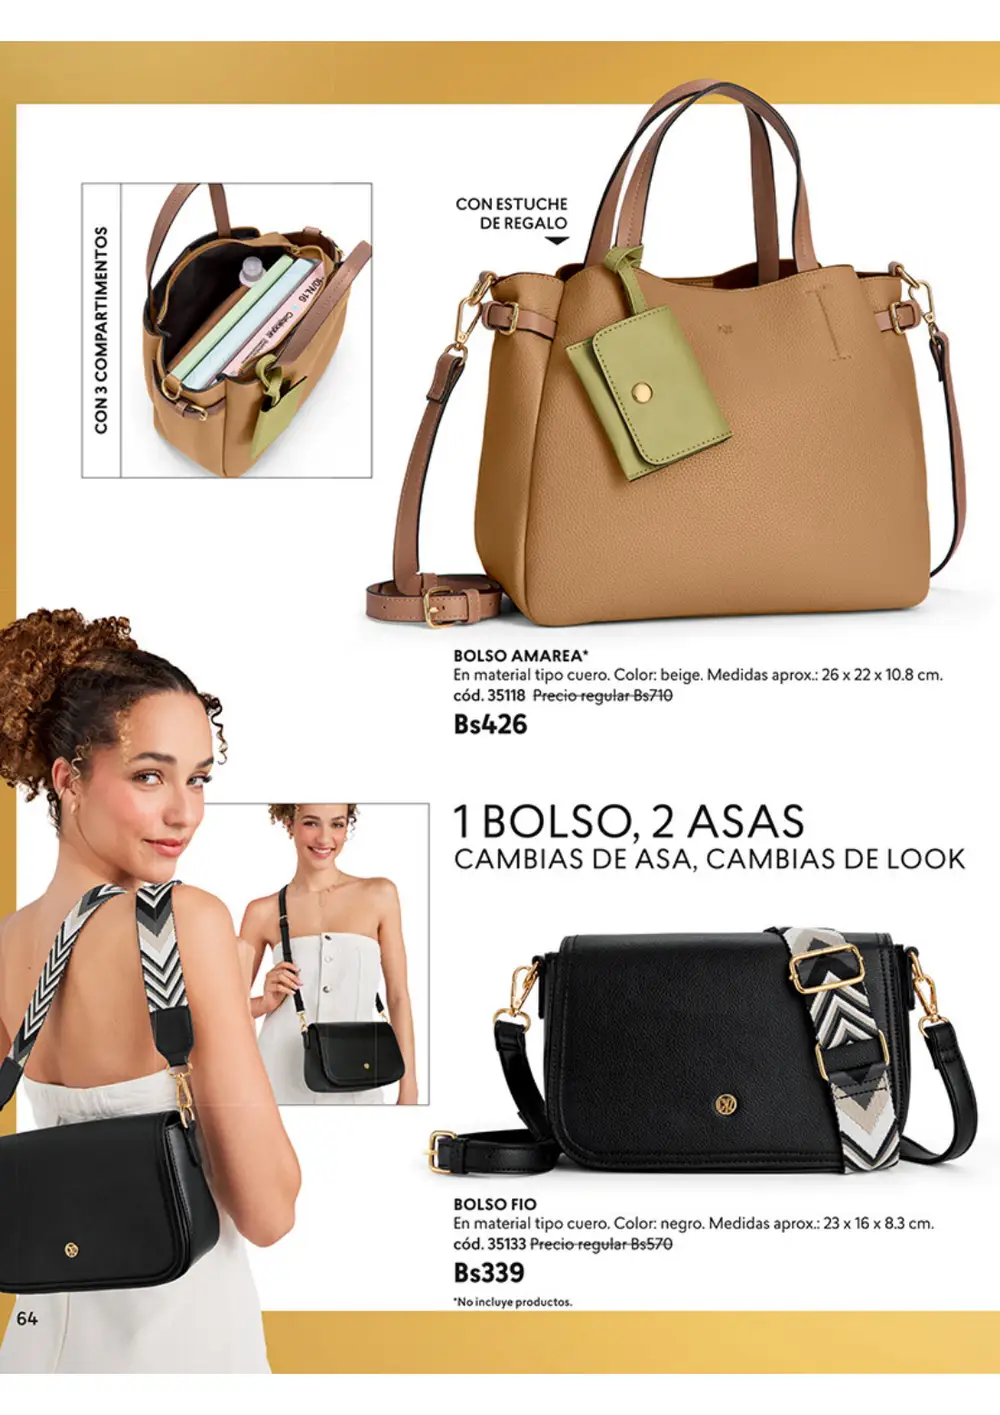 CON 3 COMPARTIMENTOS
CON ESTUCHE
DE REGALO
BOLSO AMAREA*
En material tipo cuero. Color: beige. Medidas aprox.: 26 x 22 x 10.8 cm.
cód. 35118 Precio regular Bs710
Bs426
1 BOLSO, 2 ASAS
CAMBIAS DE ASA, CAMBIAS DE LOOK
BOLSO FIO
En material tipo cuero. Color: negro. Medidas aprox.: 23 x 16 x 8.3 cm.
cód. 35133 Precio regular Bs570
Bs339
*No incluye productos.
64